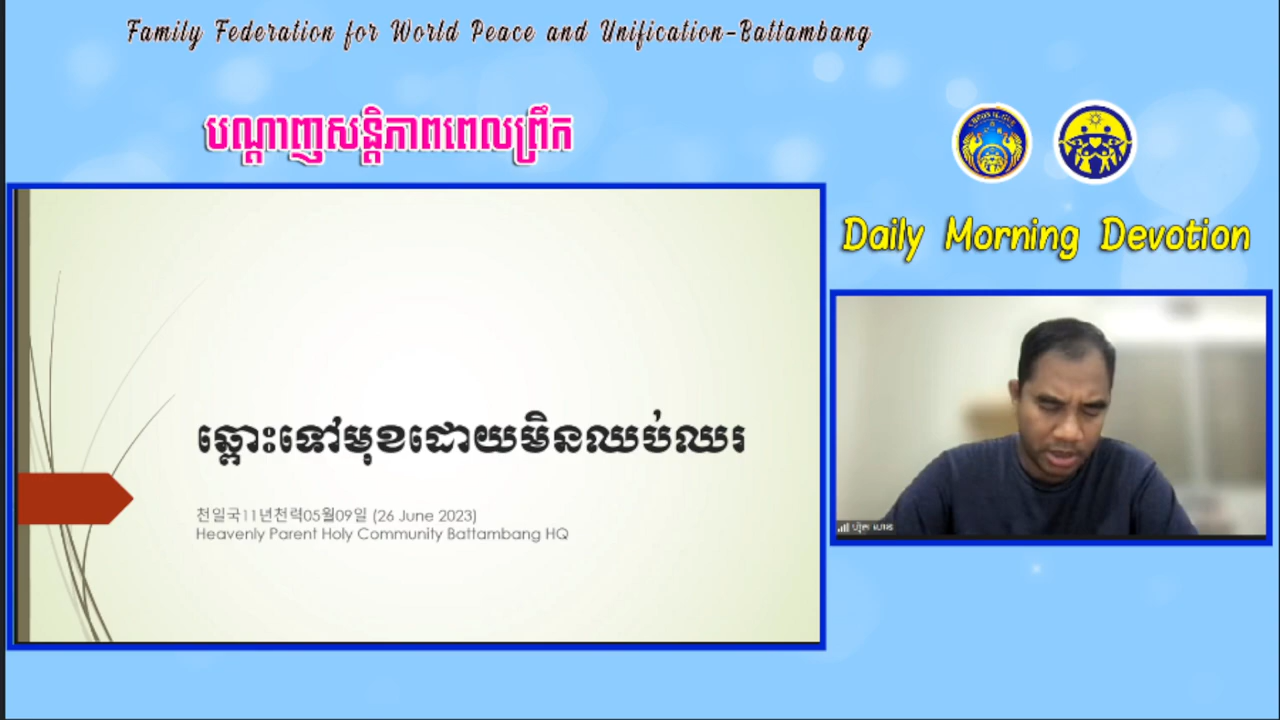 Family Federation for World Peace and Unification-Battambang
បណ្តាញសន្តិភាពពេលព្រឹក
Daily Morning Devotion
ឆ្ពោះទៅមុខដោយមិនឈប់ឈរ
천일국11년천력05월09일 (26 June 2023)
Heavenly Parent Holy Community Battambang HQ